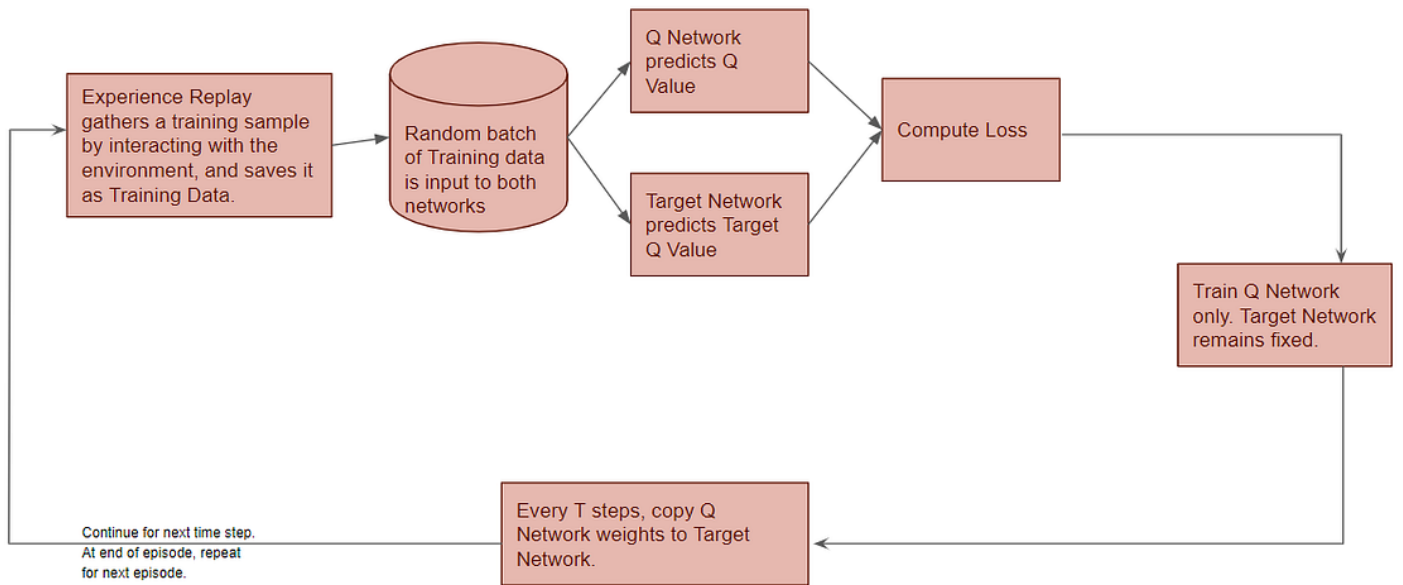 Experience Replay
gathers a training sample
by interacting with the
environment, and saves it
as Training Data.
Random batch
of Training data
is input to both
networks
Q Network
predicts Q
Value
Target Network
predicts Target
Q Value
Compute Loss
Train Q Network
only. Target Network
remains fixed.
Every T steps, copy Q
Network weights to Target
Network.
Continue for next time step.
At end of episode, repeat
for next episode.